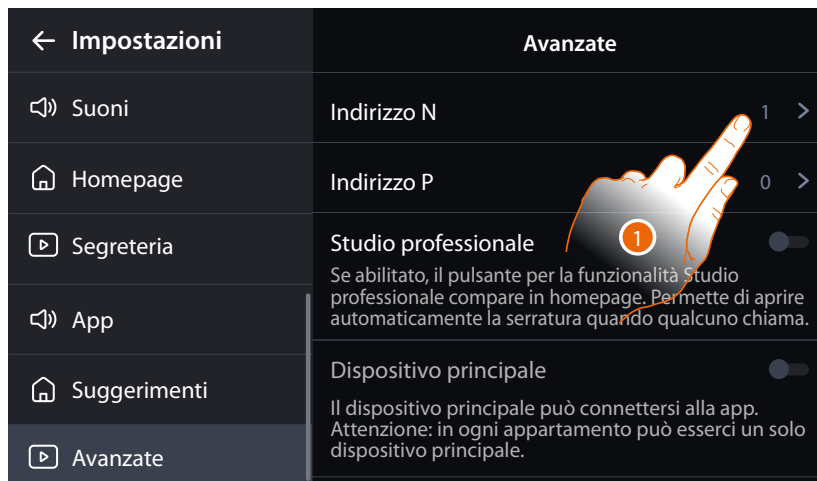 Impostazioni
Suoni
Homepage
Segreteria
App
Suggerimenti
Avanzate
Avanzate
Indirizzo N 1
Indirizzo P 0
1
Studio professionale
Se abilitato, il pulsante per la funzionalità Studio
professionale compare in homepage. Permette di aprire
automaticamente la serratura quando qualcuno chiama.
Dispositivo principale
Il dispositivo principale può connettersi alla app.
Attenzione: in ogni appartamento può esserci un solo
dispositivo principale.